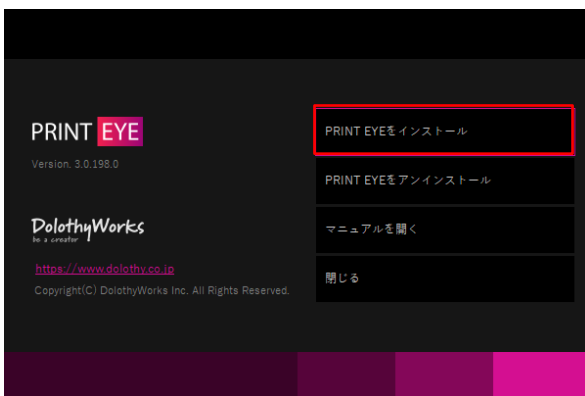 PRINT EYE
Version. 3.0.198.0
DolothyWorks
be a creator
https://www.dolothy.co.jp
Copyright(C) DolothyWorks Inc. All Rights Reserved.
PRINT EYEをインストール
PRINT EYEをアンインストール
マニュアルを開く
閉じる